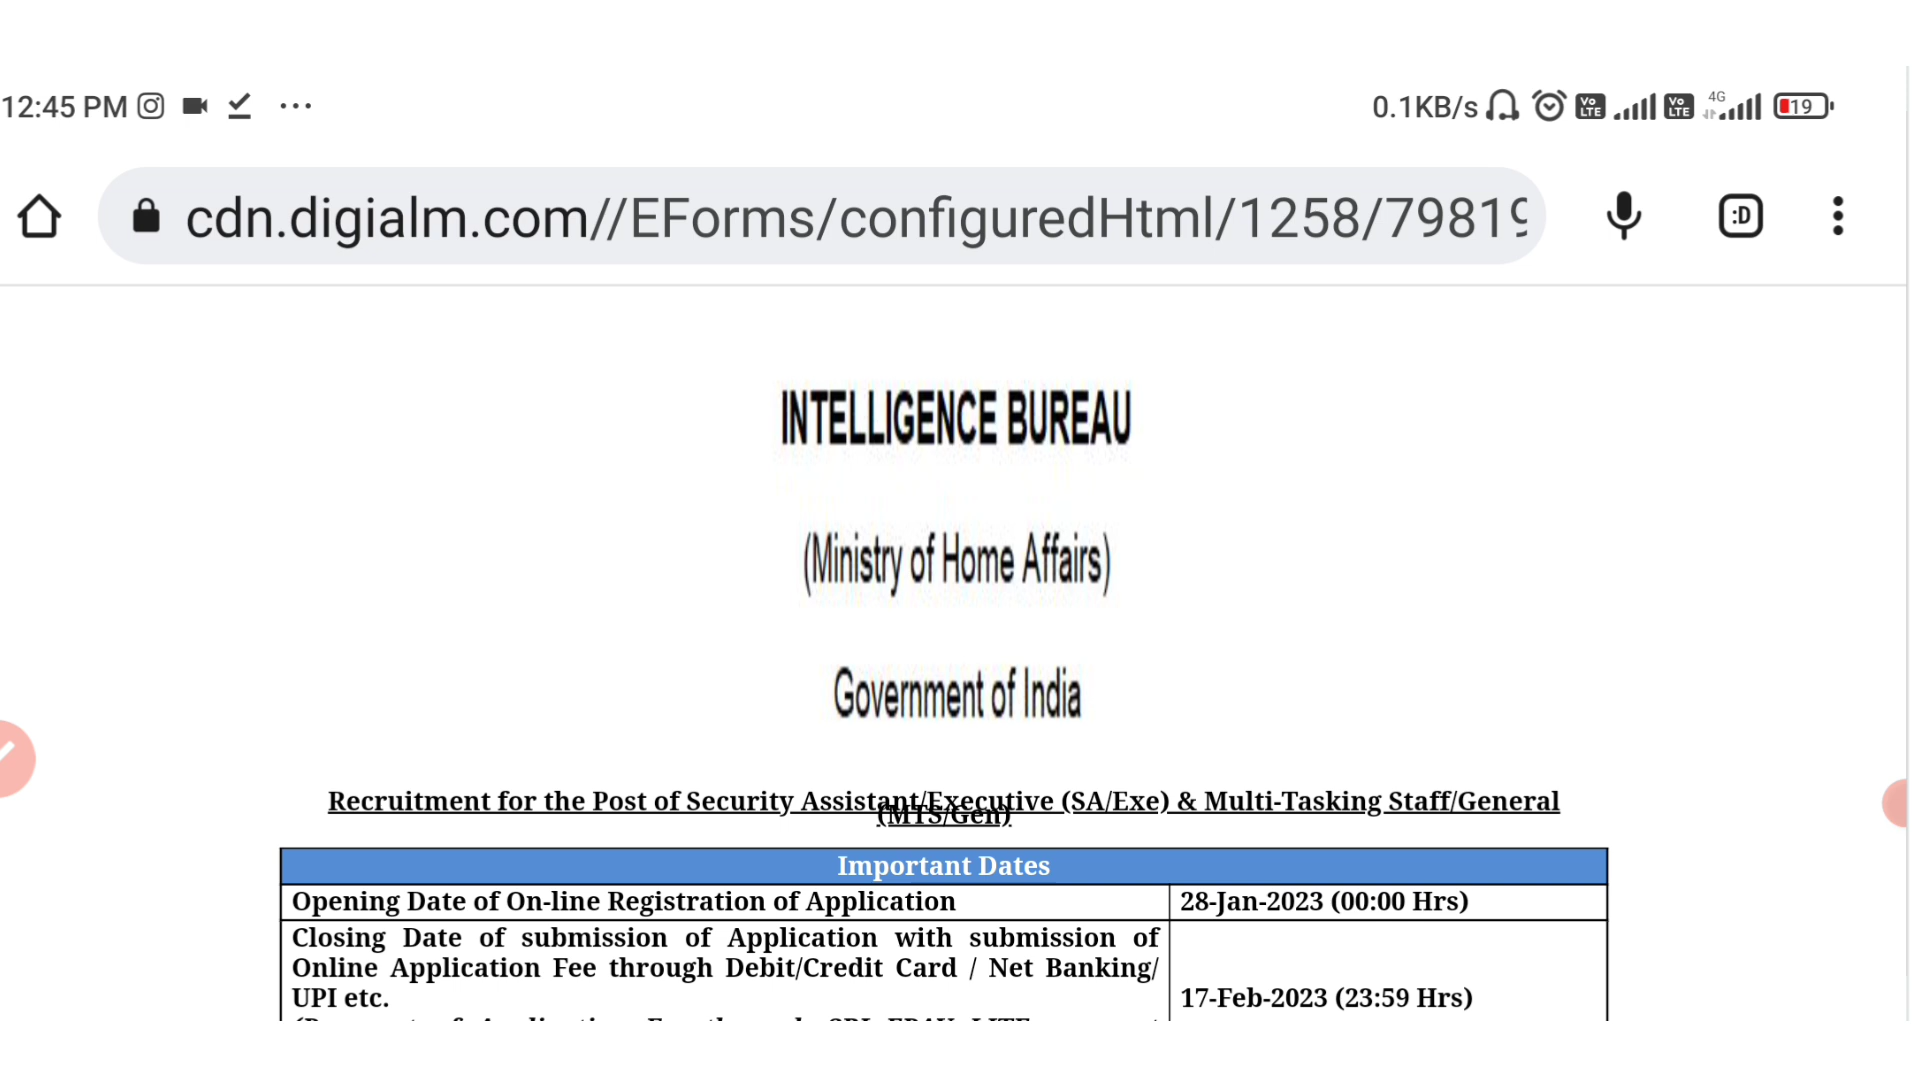 12:45 PM
0.1KB/s
4G
19
cdn.digialm.com//EForms/configuredHtml/1258/79819
:D
INTELLIGENCE BUREAU
(Ministry of Home Affairs)
Government of India
Recruitment for the Post of Security Assistant/Executive (SA/Exe) & Multi-Tasking Staff/General
(MTS/Gen)
Important Dates
Opening Date of On-line Registration of Application
28-Jan-2023 (00:00 Hrs)
Closing Date of submission of Application with submission of
Online Application Fee through Debit/Credit Card / Net Banking/
UPI etc.
17-Feb-2023 (23:59 Hrs)